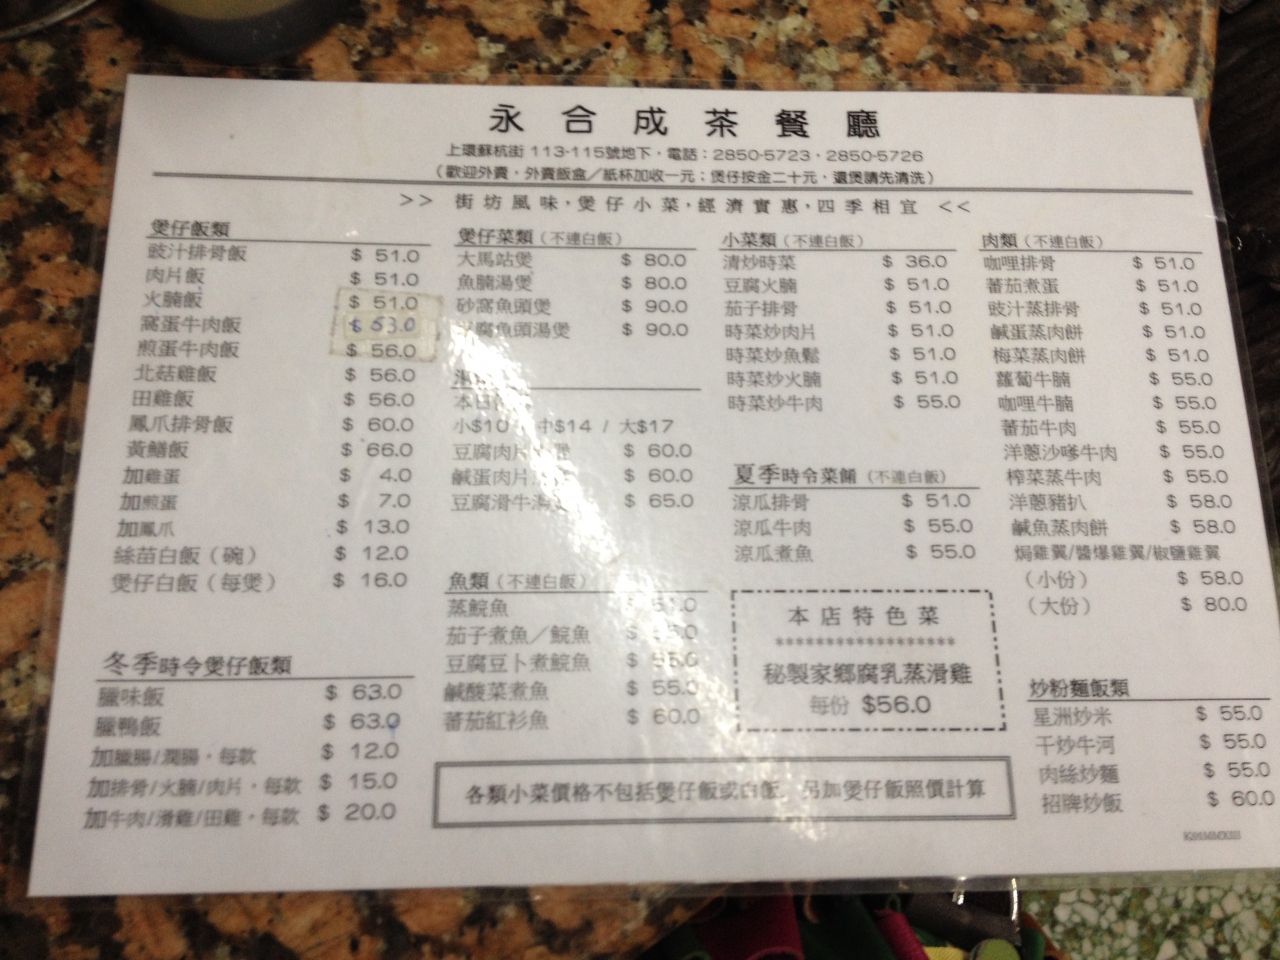 永合成茶餐廳
上環蘇杭街 113-115號地下·電話：2850-5723·2850-5726
（歡迎外賣，外賣飯盒／紙杯加收一元；煲仔按金二十元，還煲請先清洗）
>> 街坊風味，煲仔小菜，經濟實惠，四季相宜 <<
煲仔飯類
豉汁排骨飯 $ 51.0
肉片飯 $ 51.0
火腩飯 $ 51.0
窩蛋牛肉飯 $ 53.0
煎蛋牛肉飯 $ 56.0
北菇雞飯 $ 56.0
田雞飯 $ 56.0
鳳爪排骨飯 $ 60.0
黃鱔飯 $ 66.0
加雞蛋 $ 4.0
加煎蛋 $ 7.0
加鳳爪 $ 13.0
絲苗白飯（碗） $ 12.0
煲仔白飯（每煲） $ 16.0
冬季時令煲仔飯類
臘味飯 $ 63.0
臘鴨飯 $ 63.0
加臘腸/潤腸，每款 $ 12.0
加排骨/火腩/肉片，每款 $ 15.0
加牛肉/滑雞/田雞，每款 $ 20.0
煲仔菜類（不連白飯）
大馬站煲 $ 80.0
魚腩湯煲 $ 80.0
砂窩魚頭煲 $ 90.0
腐魚頭湯煲 $ 90.0
本日
小$10 中$14 / 大$17
豆腐肉片 $ 60.0
鹹蛋肉片 $ 60.0
豆腐滑牛 $ 65.0
魚類（不連白飯）
蒸鯇魚
茄子煮魚／鯇魚
豆腐豆卜煮鯇魚 $ 55.0
鹹酸菜煮魚 $ 55.0
蕃茄紅衫魚 $ 60.0
小菜類（不連白飯）
清炒時菜 $ 36.0
豆腐火腩 $ 51.0
茄子排骨 $ 51.0
時菜炒肉片 $ 51.0
時菜炒魚鬆 $ 51.0
時菜炒火腩 $ 51.0
時菜炒牛肉 $ 55.0
夏季時令菜餚（不連白飯）
涼瓜排骨 $ 51.0
涼瓜牛肉 $ 55.0
涼瓜煮魚 $ 55.0
本店特色菜
******************
秘製家鄉腐乳蒸滑雞
每份 $56.0
肉類（不連白飯）
咖喱排骨 $ 51.0
蕃茄煮蛋 $ 51.0
豉汁蒸排骨 $ 51.0
鹹蛋蒸肉餅 $ 51.0
梅菜蒸肉餅 $ 51.0
蘿蔔牛腩 $ 55.0
咖喱牛腩 $ 55.0
蕃茄牛肉 $ 55.0
洋蔥沙嗲牛肉 $ 55.0
榨菜蒸牛肉 $ 55.0
洋蔥豬扒 $ 58.0
鹹魚蒸肉餅 $ 58.0
焗雞翼/醬爆雞翼/椒鹽雞翼
（小份） $ 58.0
（大份） $ 80.0
炒粉麵飯類
星洲炒米 $ 55.0
干炒牛河 $ 55.0
肉絲炒麵 $ 55.0
招牌炒飯 $ 60.0
各類小菜價格不包括煲仔飯或白飯，另加煲仔飯照價計算